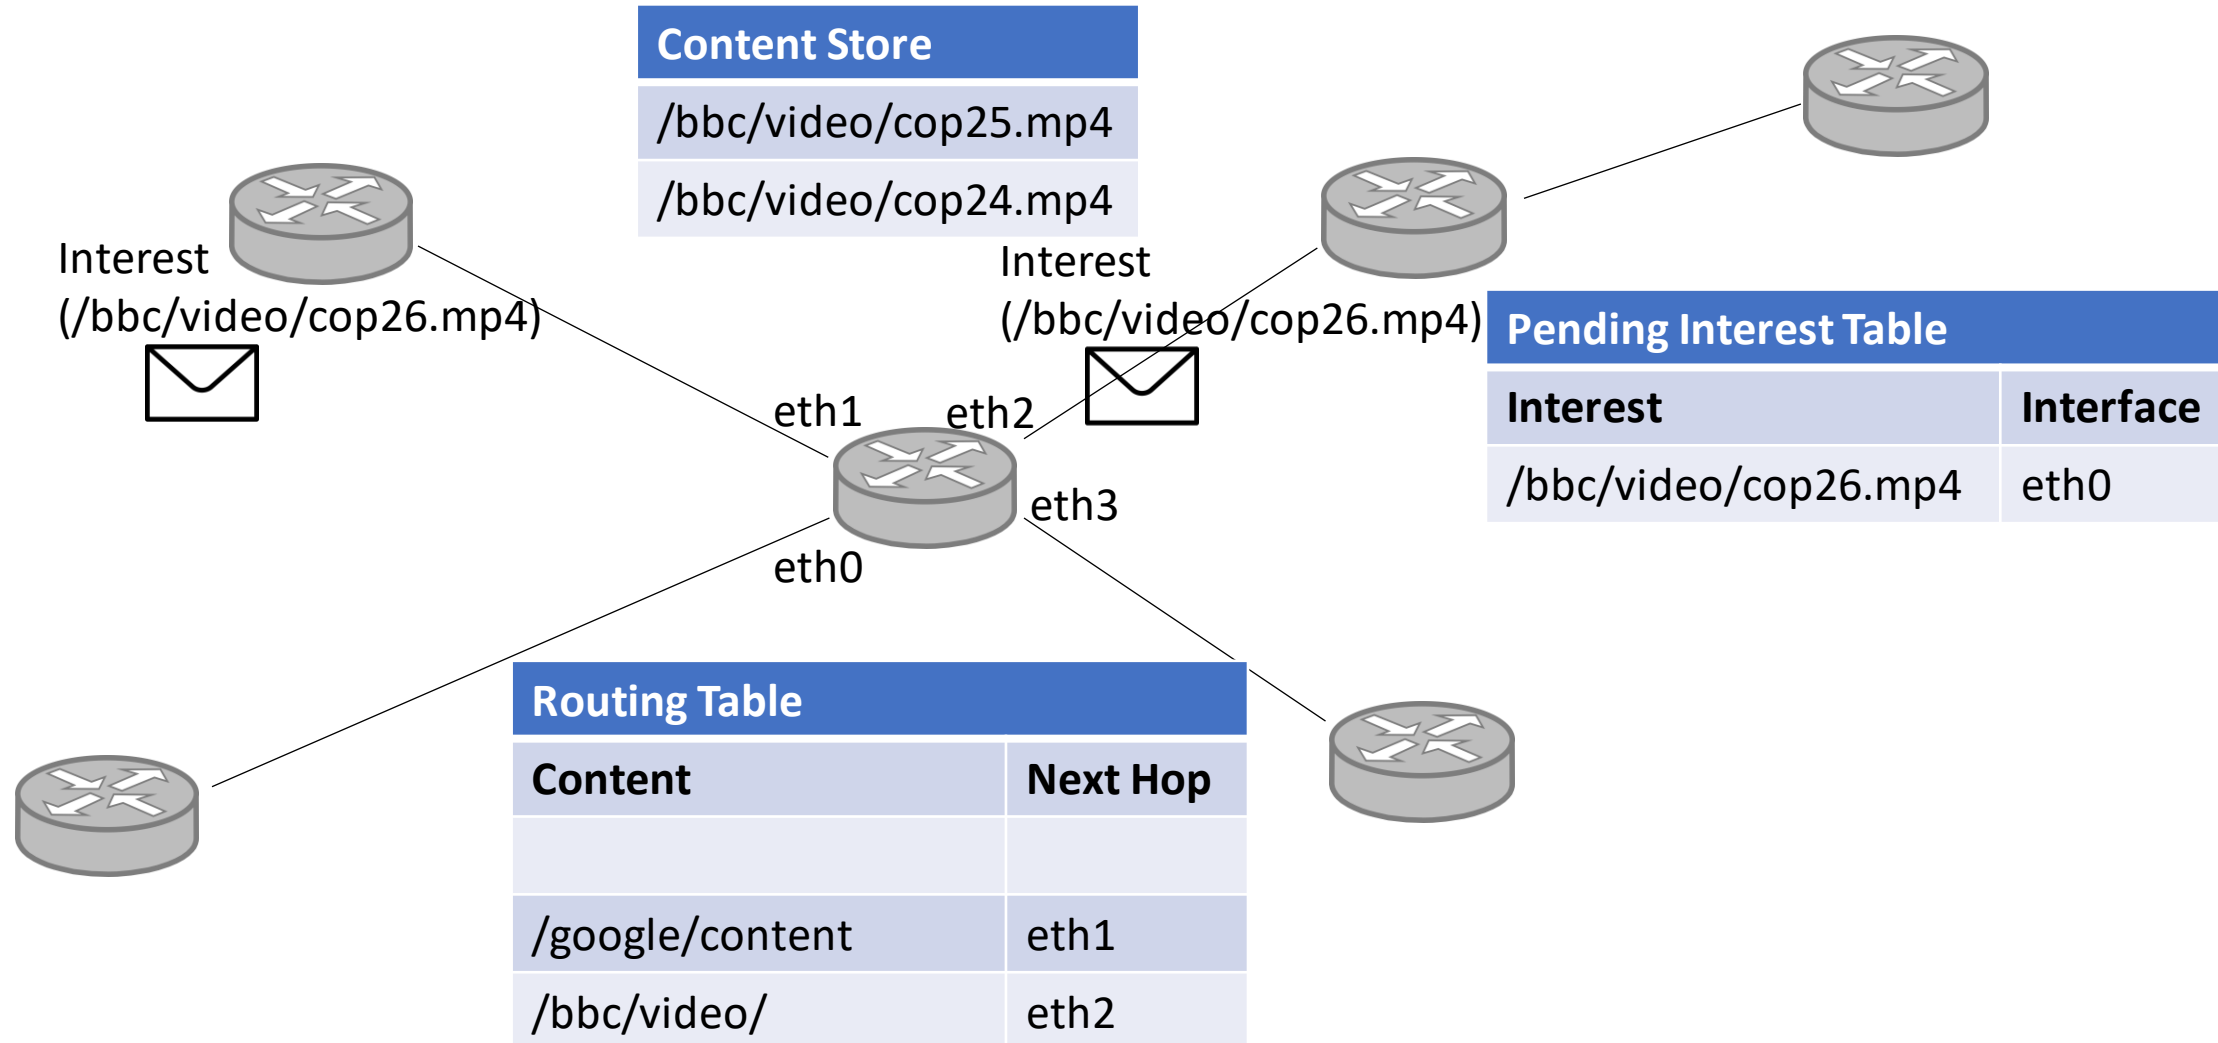 Content Store
/bbc/video/cop25.mp4
/bbc/video/cop24.mp4
Interest
(/bbc/video/cop26.mp4)
Interest
(/bbc/video/cop26.mp4)
Pending Interest Table
Interest Interface
/bbc/video/cop26.mp4 eth0
eth1
eth2
eth3
eth0
Routing Table
Content Next Hop
/google/content eth1
/bbc/video/ eth2